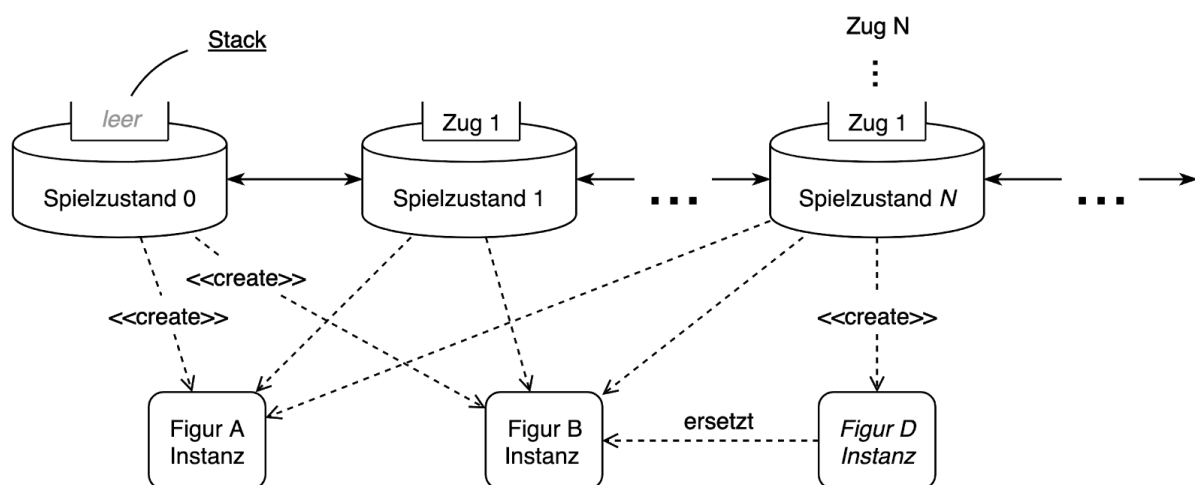 Stack
Zug N
leer
Zug 1
Zug 1
Spielzustand 0
Spielzustand 1
Spielzustand N
<<create>>
<<create>>
<<create>>
Figur A
Instanz
Figur B
Instanz
ersetzt
Figur D
Instanz